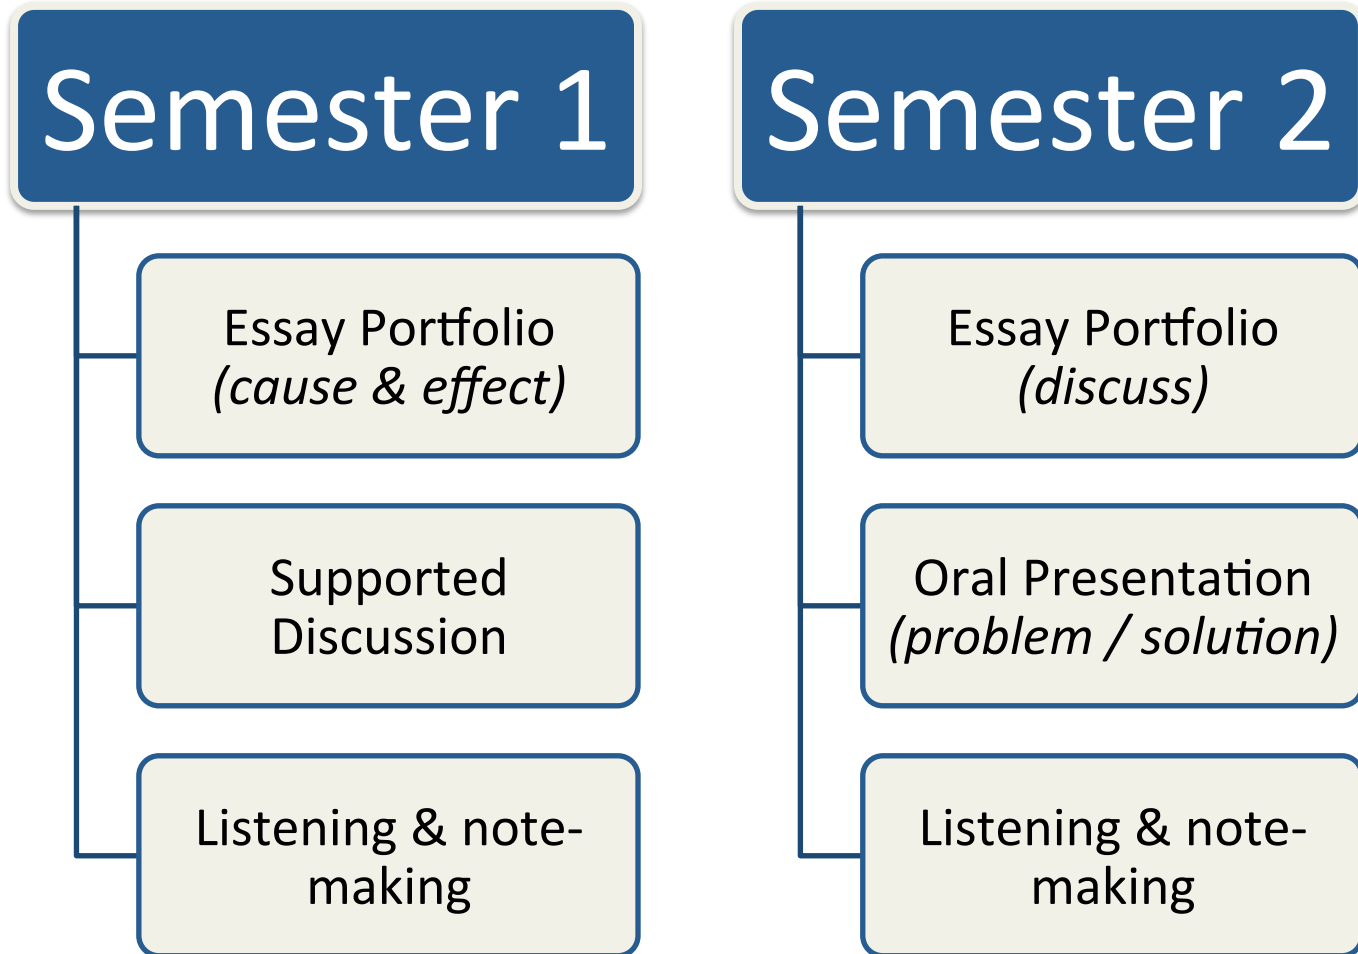 Semester 1
Essay Portfolio
(cause & effect)
Supported
Discussion
Listening & note-
making
Semester 2
Essay Portfolio
(discuss)
Oral Presentation
(problem / solution)
Listening & note-
making